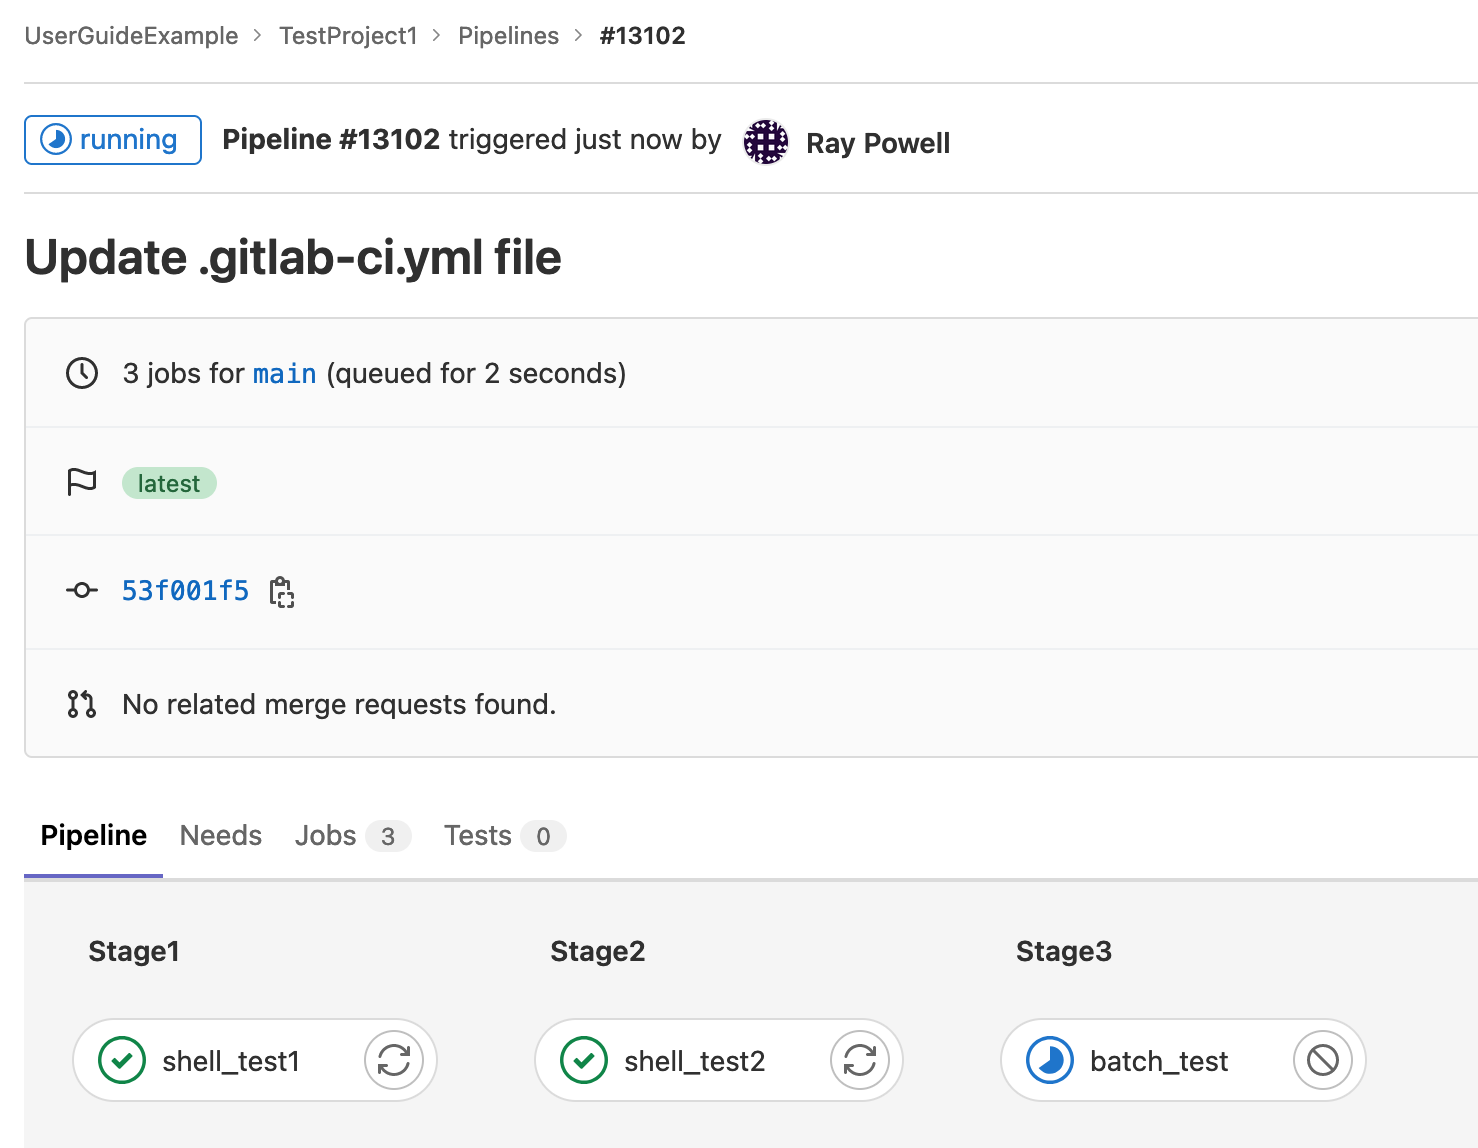 UserGuideExample > TestProject1 > Pipelines > #13102
running Pipeline #13102 triggered just now by Ray Powell
Update .gitlab-ci.yml file
3 jobs for main (queued for 2 seconds)
latest
53f001f5
No related merge requests found.
Pipeline Needs Jobs 3 Tests 0
Stage1 Stage2 Stage3
shell_test1 shell_test2 batch_test